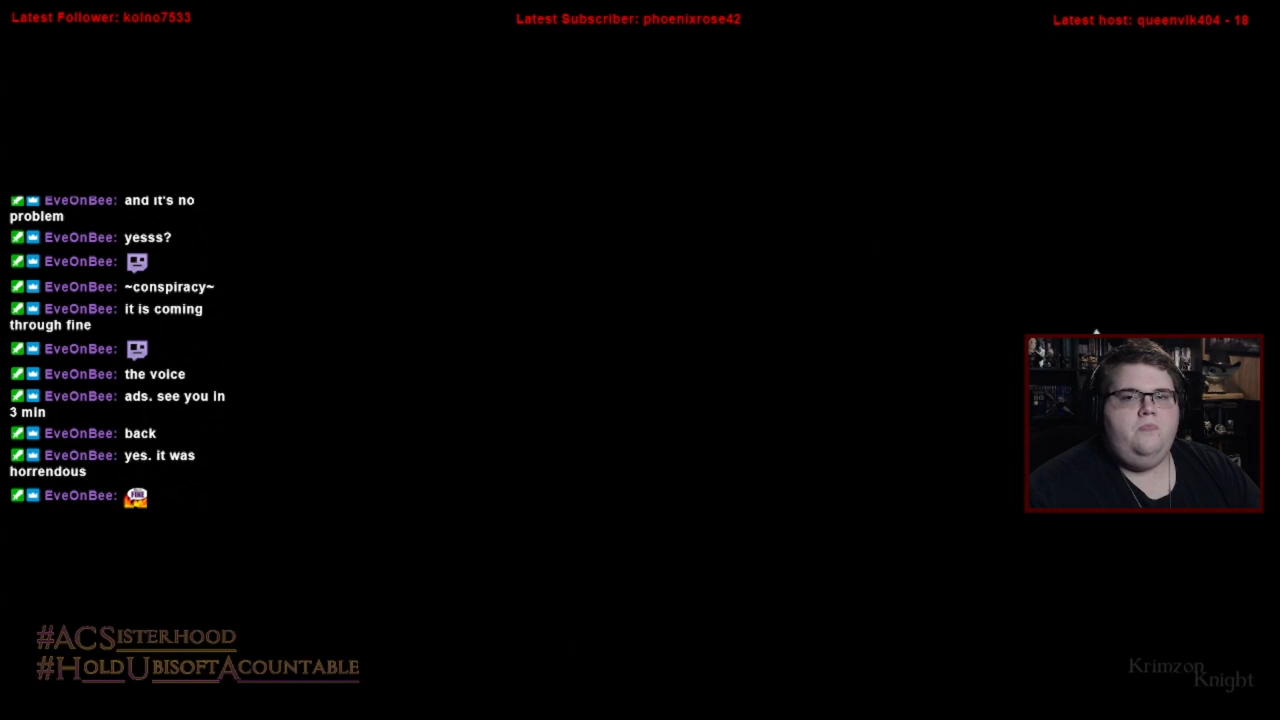 Latest Follower: kolno7533
Latest Subscriber: phoenixrose42
Latest host: queenvik404 - 18
EveOnBee: and it's no
problem
EveOnBee: yesss?
EveOnBee:
EveOnBee: ~conspiracy~
EveOnBee: it is coming
through fine
EveOnBee:
EveOnBee: the voice
EveOnBee: ads. see you in
3 min
EveOnBee: back
EveOnBee: yes. it was
horrendous
EveOnBee: FINE
#ACSisterhood
#HoldUbisoftAcountable
Krimzon
Knight